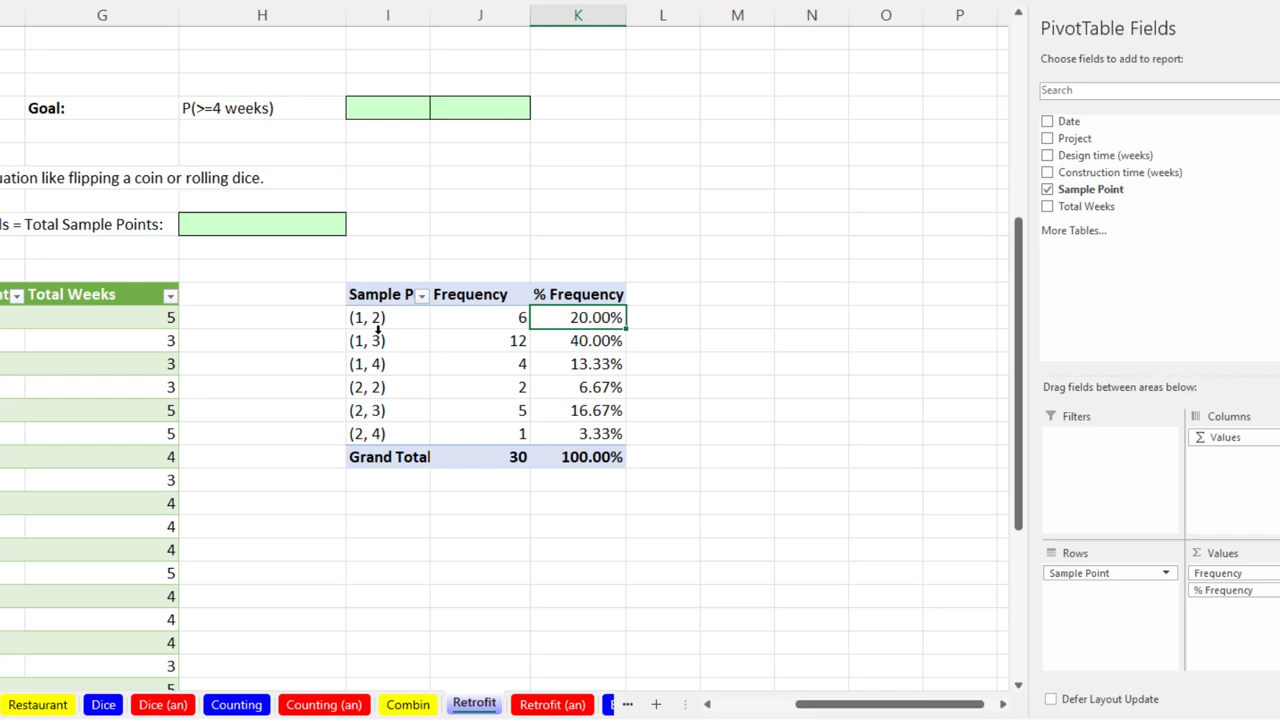 G H I J K L M N O P
Goal: P(>=4 weeks)
uation like flipping a coin or rolling dice.
ls = Total Sample Points:
nt Total Weeks Sample P Frequency % Frequency
5 (1, 2) 6 20.00%
3 (1, 3) 12 40.00%
3 (1, 4) 4 13.33%
3 (2, 2) 2 6.67%
5 (2, 3) 5 16.67%
5 (2, 4) 1 3.33%
4 Grand Total 30 100.00%
3
4
4
4
5
4
4
4
3
5
Restaurant Dice Dice (an) Counting Counting (an) Combin Retrofit Retrofit (an)
PivotTable Fields
Choose fields to add to report:
Search
Date
Project
Design time (weeks)
Construction time (weeks)
Sample Point
Total Weeks
More Tables...
Drag fields between areas below:
Filters Columns
Σ Values
Rows Σ Values
Sample Point Frequency
% Frequency
Defer Layout Update